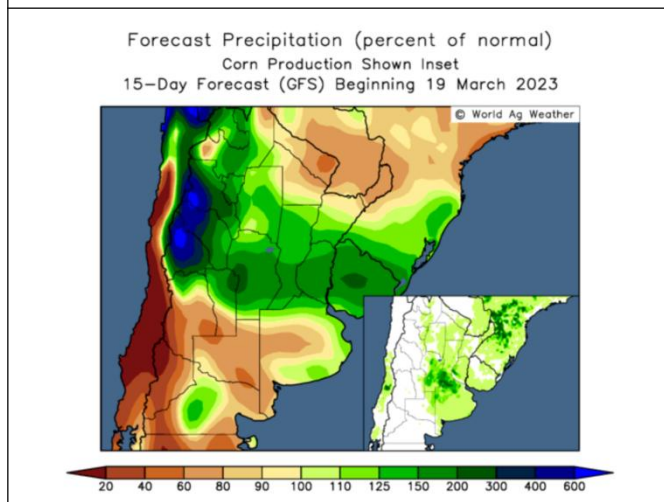 Forecast Precipitation (percent of normal)
Corn Production Shown Inset
15-Day Forecast (GFS) Beginning 19 March 2023
© World Ag Weather
20 40 60 80 90 100 110 125 150 200 300 400 600